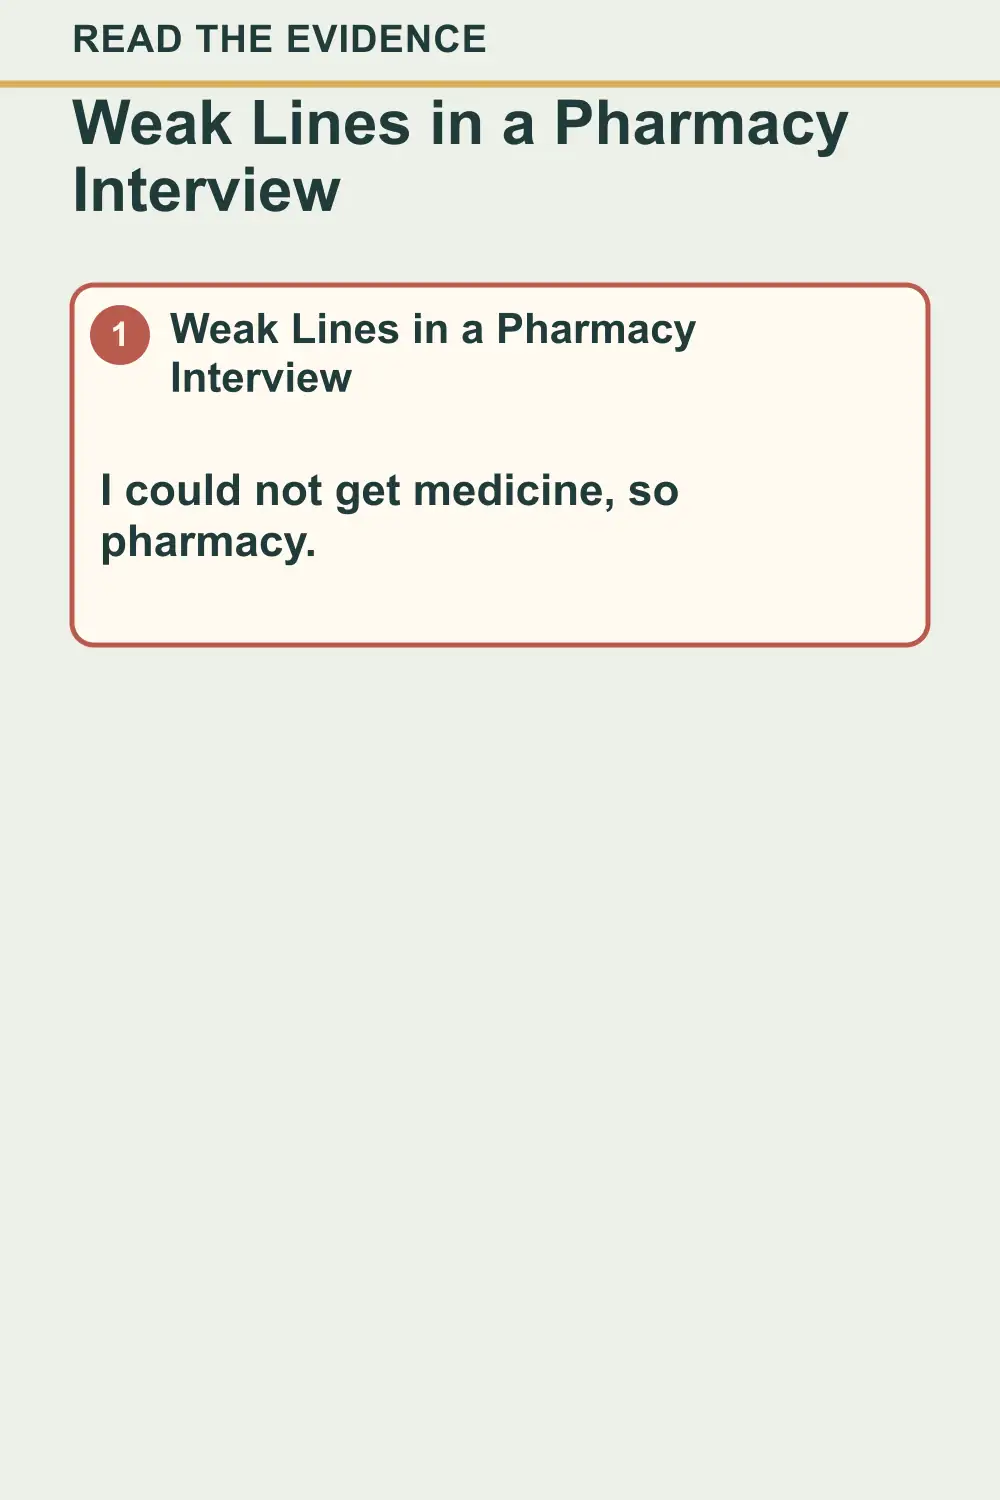 READ THE EVIDENCE
Weak Lines in a Pharmacy
Interview
1
Weak Lines in a Pharmacy
Interview
I could not get medicine, so
pharmacy.